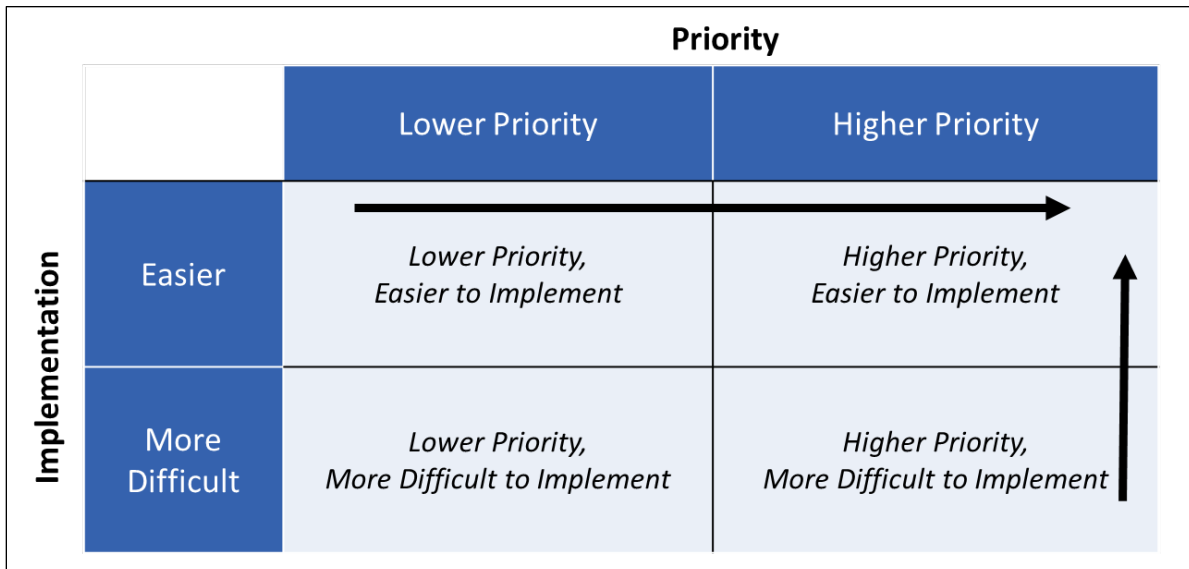 Priority
Lower Priority
Higher Priority
Implementation
Easier
Lower Priority,
Easier to Implement
Higher Priority,
Easier to Implement
More
Difficult
Lower Priority,
More Difficult to Implement
Higher Priority,
More Difficult to Implement